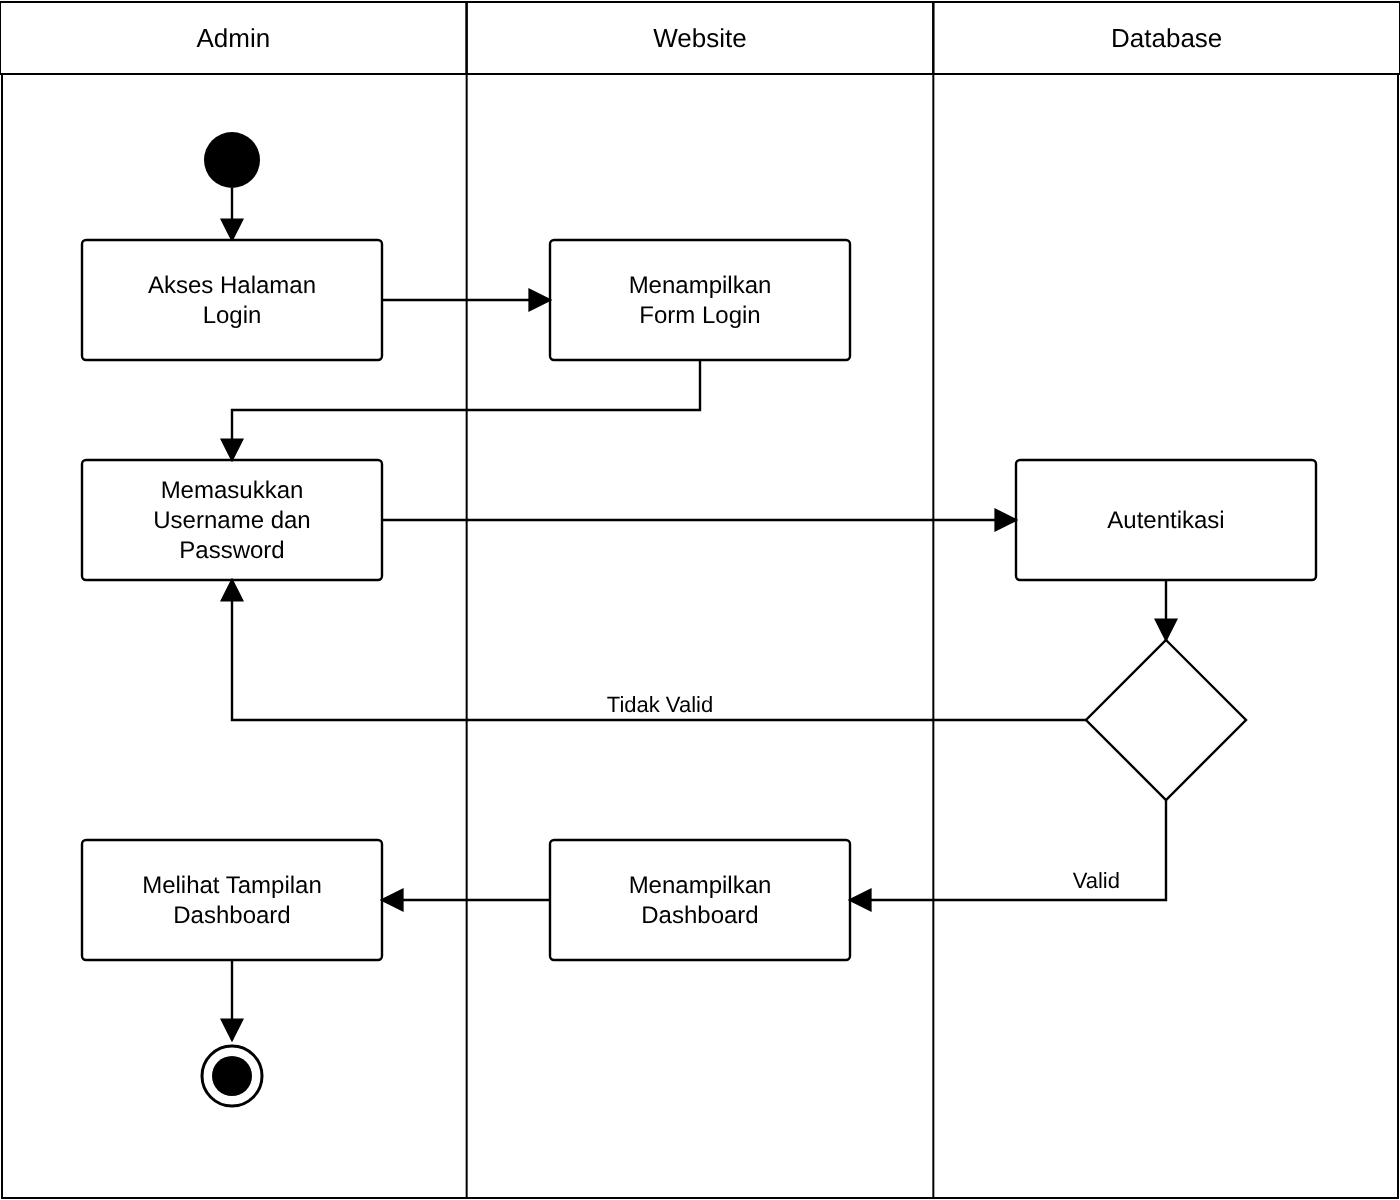 Admin
Website
Database
Akses Halaman
Login
Menampilkan
Form Login
Memasukkan
Username dan
Password
Autentikasi
Tidak Valid
Valid
Melihat Tampilan
Dashboard
Menampilkan
Dashboard